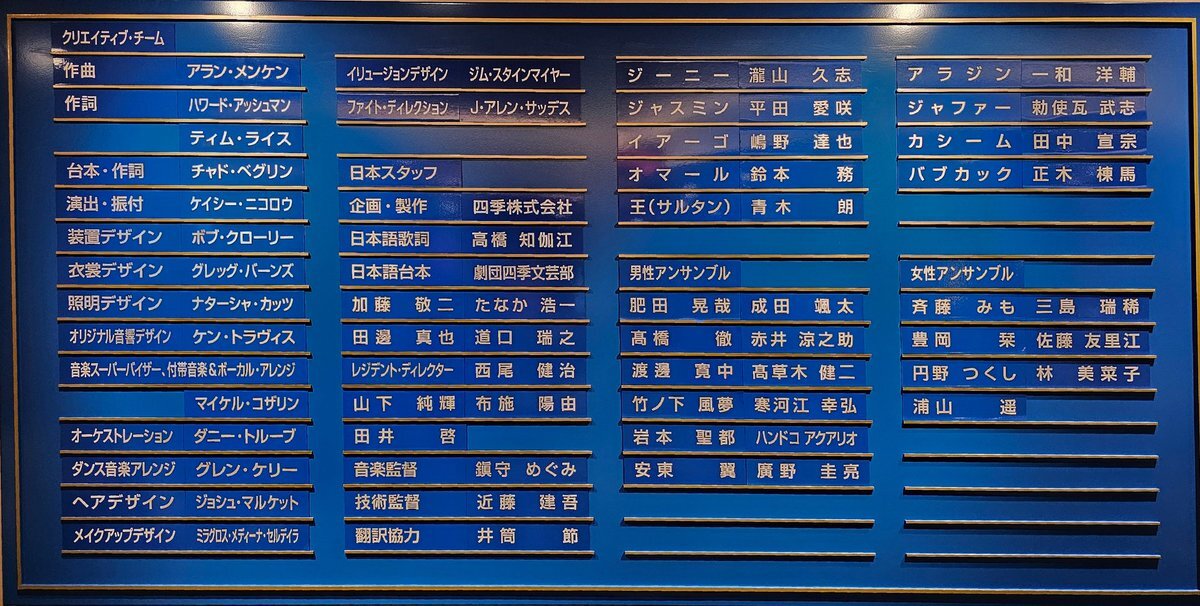 クリエイティブ・チーム
作曲 アラン・メンケン
作詞 ハワード・アッシュマン
ティム・ライス
台本・作詞 チャド・ベグリン
演出・振付 ケイシー・ニコロウ
装置デザイン ボブ・クローリー
衣裳デザイン グレッグ・バーンズ
照明デザイン ナターシャ・カッツ
オリジナル音響デザイン ケン・トラヴィス
音楽スーパーバイザー、付帯音楽&ボーカル・アレンジ
マイケル・コザリン
オーケストレーション ダニー・トルーブ
ダンス音楽アレンジ グレン・ケリー
ヘアデザイン ジョシュ・マルケット
メイクアップデザイン ミラグロス・メディーナ・セルデイラ
イリュージョンデザイン ジム・スタインマイヤー
ファイト・ディレクション J・アレン・サッデス
日本スタッフ
企画・製作 四季株式会社
日本語歌詞 高橋 知伽江
日本語台本 劇団四季文芸部
加藤 敬二 たなか 浩一
田邊 真也 道口 瑞之
レジデント・ディレクター 西尾 健治
山下 純輝 布施 陽由
田井 啓
音楽監督 鎮守 めぐみ
技術監督 近藤 建吾
翻訳協力 井筒 節
ジーニー 瀧山 久志
ジャスミン 平田 愛咲
イアーゴ 嶋野 達也
オマール 鈴本 務
王(サルタン) 青木 朗
男性アンサンブル
肥田 晃哉 成田 颯太
髙橋 徹 赤井 涼之助
渡邊 寛中 髙草木 健二
竹ノ下 風夢 寒河江 幸弘
岩本 聖都 ハンドコ アクアリオ
安東 翼 廣野 圭亮
アラジン 一和 洋輔
ジャファー 勅使瓦 武志
カシーム 田中 宣宗
バブカック 正木 棟馬
女性アンサンブル
斉藤 みも 三島 瑞稀
豊岡 栞 佐藤 友里江
円野 つくし 林 美菜子
浦山 遥